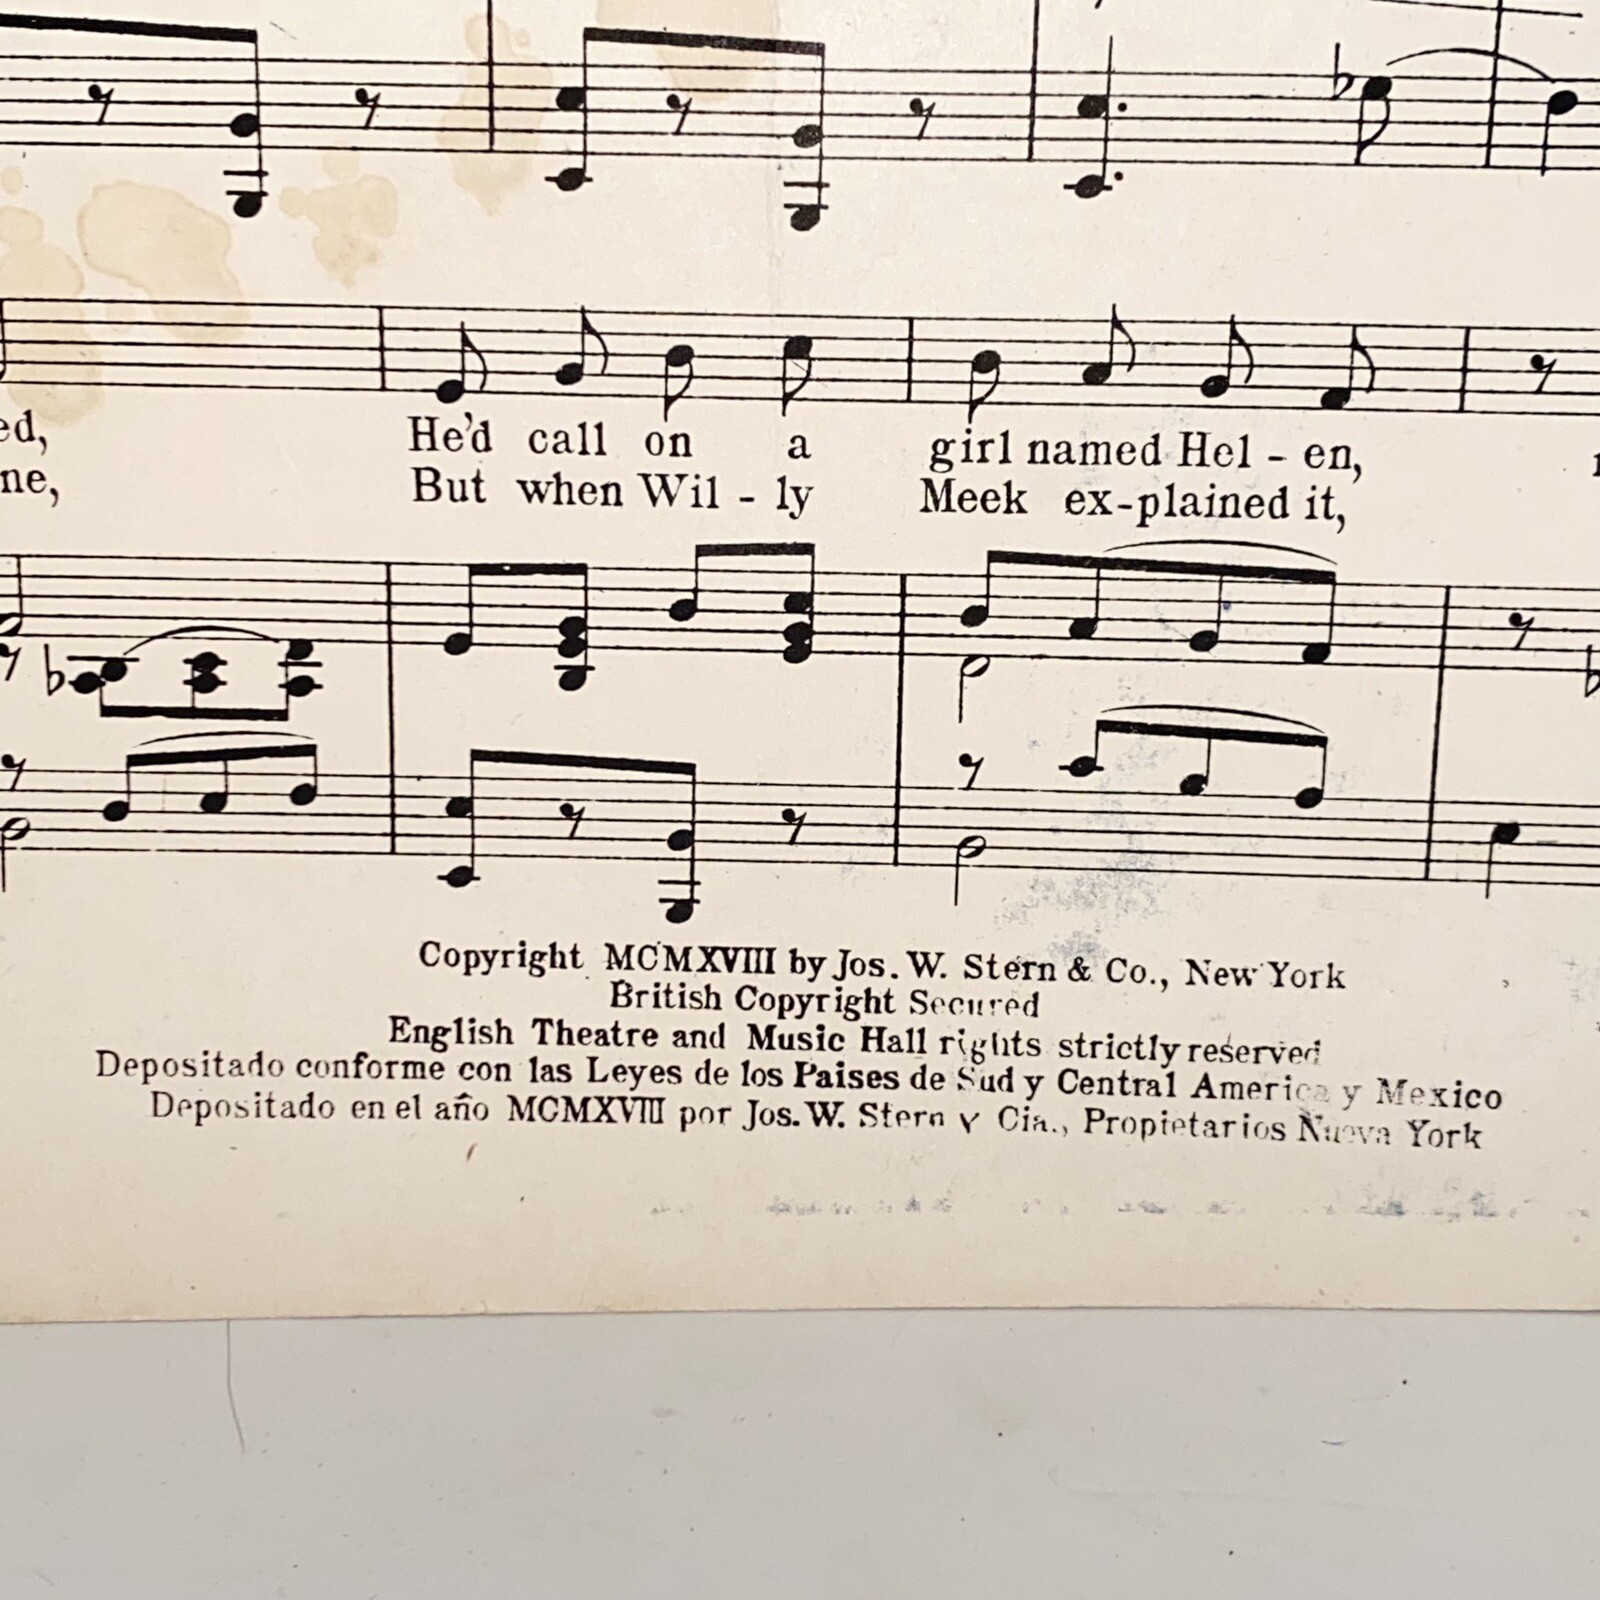 ed, He'd call on a girl named Hel - en,
ne, But when Wil - ly Meek ex-plained it,
Copyright MCMXVIII by Jos. W. Stern & Co., New York
British Copyright Secured
English Theatre and Music Hall rights strictly reserved
Depositado conforme con las Leyes de los Paises de Sud y Central America y Mexico
Depositado en el año MCMXVIII por Jos. W. Stern y Cia., Propietarios Nueva York